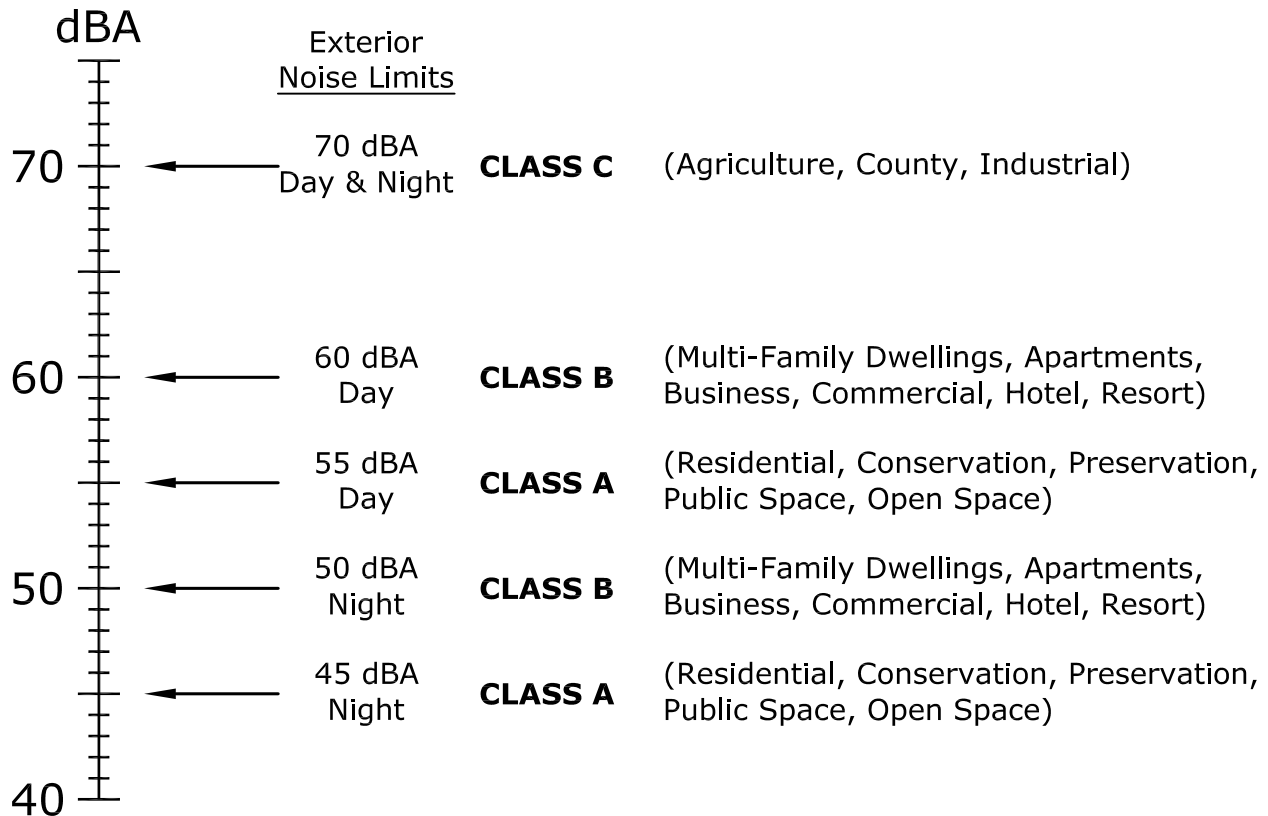 dBA
Exterior
Noise Limits
70
70 dBA
Day & Night
CLASS C
(Agriculture, County, Industrial)
60
60 dBA
Day
CLASS B
(Multi-Family Dwellings, Apartments,
Business, Commercial, Hotel, Resort)
55 dBA
Day
CLASS A
(Residential, Conservation, Preservation,
Public Space, Open Space)
50
50 dBA
Night
CLASS B
(Multi-Family Dwellings, Apartments,
Business, Commercial, Hotel, Resort)
45 dBA
Night
CLASS A
(Residential, Conservation, Preservation,
Public Space, Open Space)
40